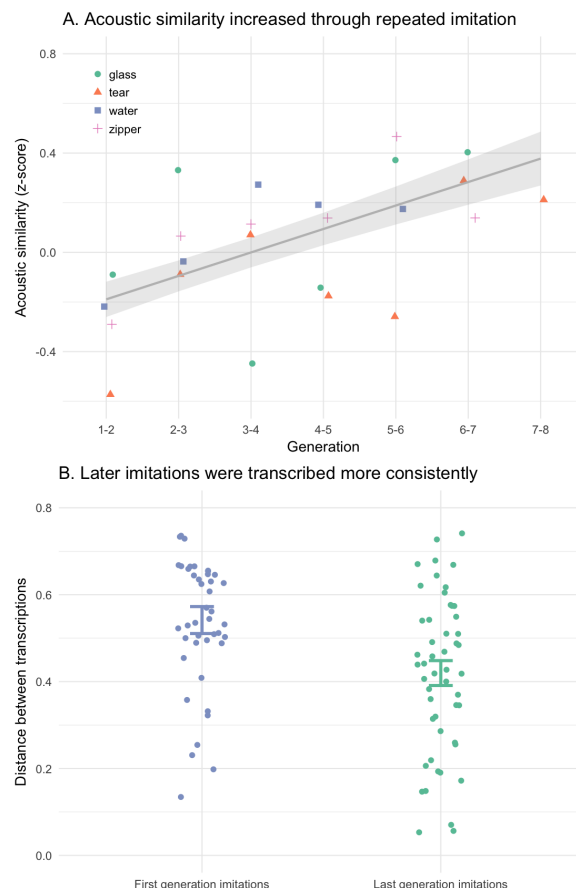 A. Acoustic similarity increased through repeated imitation
Acoustic similarity (z-score)
0.8
0.4
0.0
-0.4
glass
tear
water
zipper
1-2
2-3
3-4
4-5
5-6
6-7
7-8
Generation
B. Later imitations were transcribed more consistently
Distance between transcriptions
0.8
0.6
0.4
0.2
0.0
First generation imitations
Last generation imitations